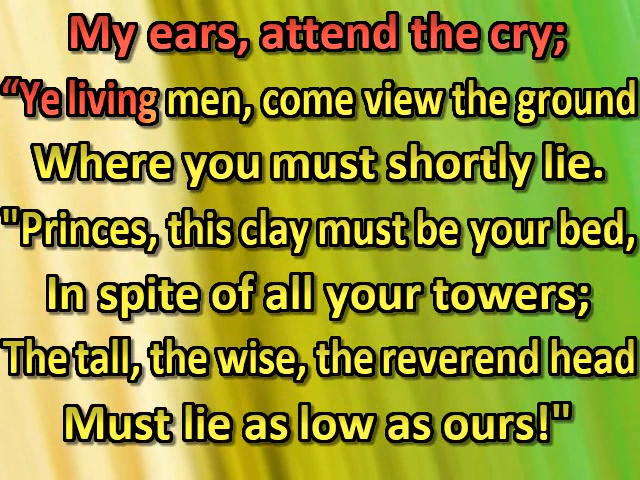 My ears, attend the cry;
“Ye living men, come view the ground
Where you must shortly lie.
"Princes, this clay must be your bed,
In spite of all your towers;
The tall, the wise, the reverend head
Must lie as low as ours!"